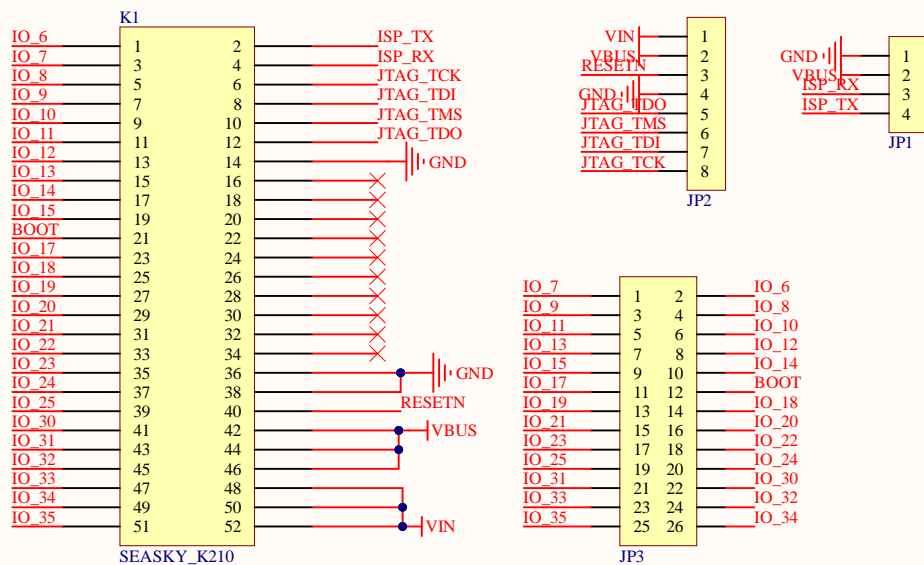 K1
IO_6 1 2 ISP_TX
IO_7 3 4 ISP_RX
IO_8 5 6 JTAG_TCK
IO_9 7 8 JTAG_TDI
IO_10 9 10 JTAG_TMS
IO_11 11 12 JTAG_TDO
IO_12 13 14 GND
IO_13 15 16
IO_14 17 18
IO_15 19 20
BOOT 21 22
IO_17 23 24
IO_18 25 26
IO_19 27 28
IO_20 29 30
IO_21 31 32
IO_22 33 34
IO_23 35 36 GND
IO_24 37 38
IO_25 39 40 RESETN
IO_30 41 42 VBUS
IO_31 43 44
IO_32 45 46
IO_33 47 48
IO_34 49 50
IO_35 51 52 VIN
SEASKY_K210
VIN 1
VBUS 2
RESETN 3
GND 4
JTAG_TDO 5
JTAG_TMS 6
JTAG_TDI 7
JTAG_TCK 8
JP2
GND 1
VBUS 2
ISP_RX 3
ISP_TX 4
JP1
IO_7 1 2 IO_6
IO_9 3 4 IO_8
IO_11 5 6 IO_10
IO_13 7 8 IO_12
IO_15 9 10 IO_14
IO_17 11 12 BOOT
IO_19 13 14 IO_18
IO_21 15 16 IO_20
IO_23 17 18 IO_22
IO_25 19 20 IO_24
IO_31 21 22 IO_30
IO_33 23 24 IO_32
IO_35 25 26 IO_34
JP3